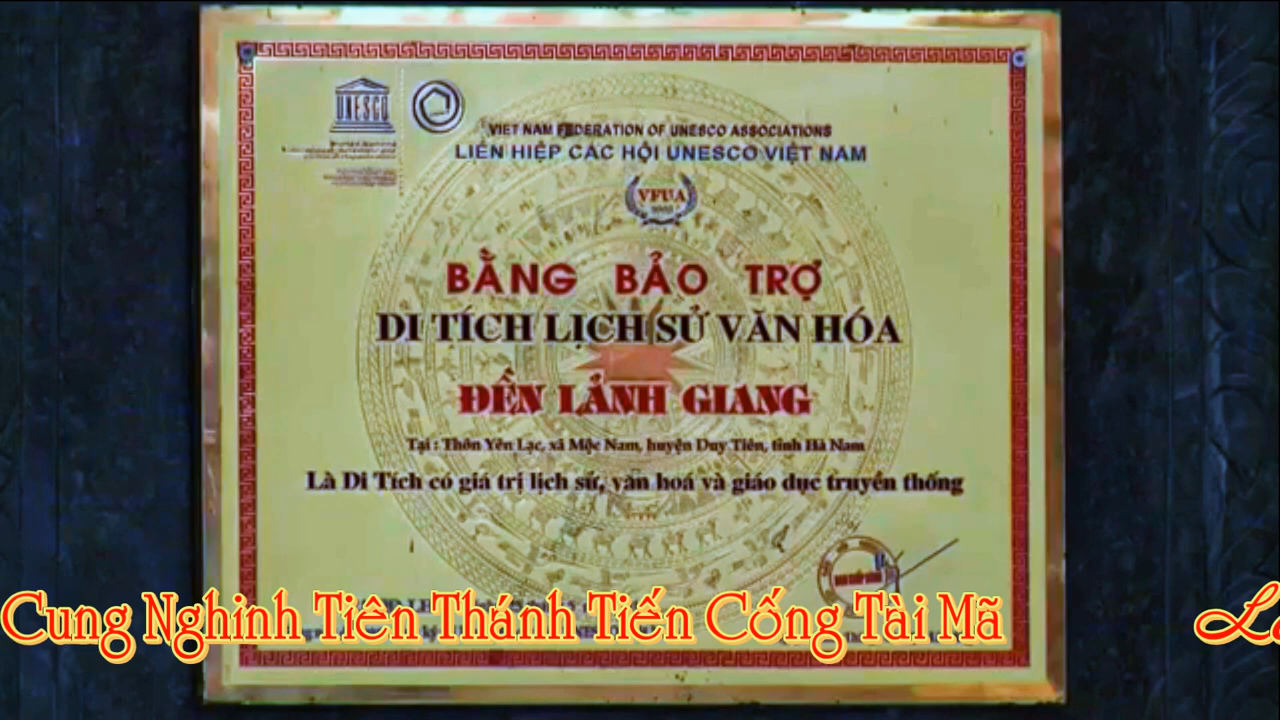 UNESCO
VIET NAM FEDERATION OF UNESCO ASSOCIATIONS
LIÊN HIỆP CÁC HỘI UNESCO VIỆT NAM
VFUA
BẰNG BẢO TRỢ
DI TÍCH LỊCH SỬ VĂN HÓA
ĐỀN LẢNH GIANG
Tại : Thôn Yên Lạc, xã Mộc Nam, huyện Duy Tiên, tỉnh Hà Nam
Là Di Tích có giá trị lịch sử, văn hoá và giáo dục truyền thống
Cung Nghinh Tiên Thánh Tiến Cống Tài Mã